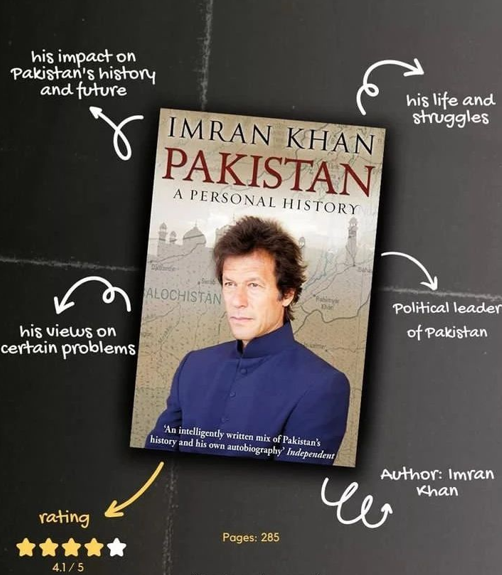 his impact on
Pakistan's history
and future
his life and
struggles
IMRAN KHAN
PAKISTAN
A PERSONAL HISTORY
ALOCHISTAN
Political leader
of Pakistan
his views on
certain problems
'An intelligently written mix of Pakistan's
history and his own autobiography' Independent
Author: Imran
Khan
rating
Pages: 285
4.1 / 5